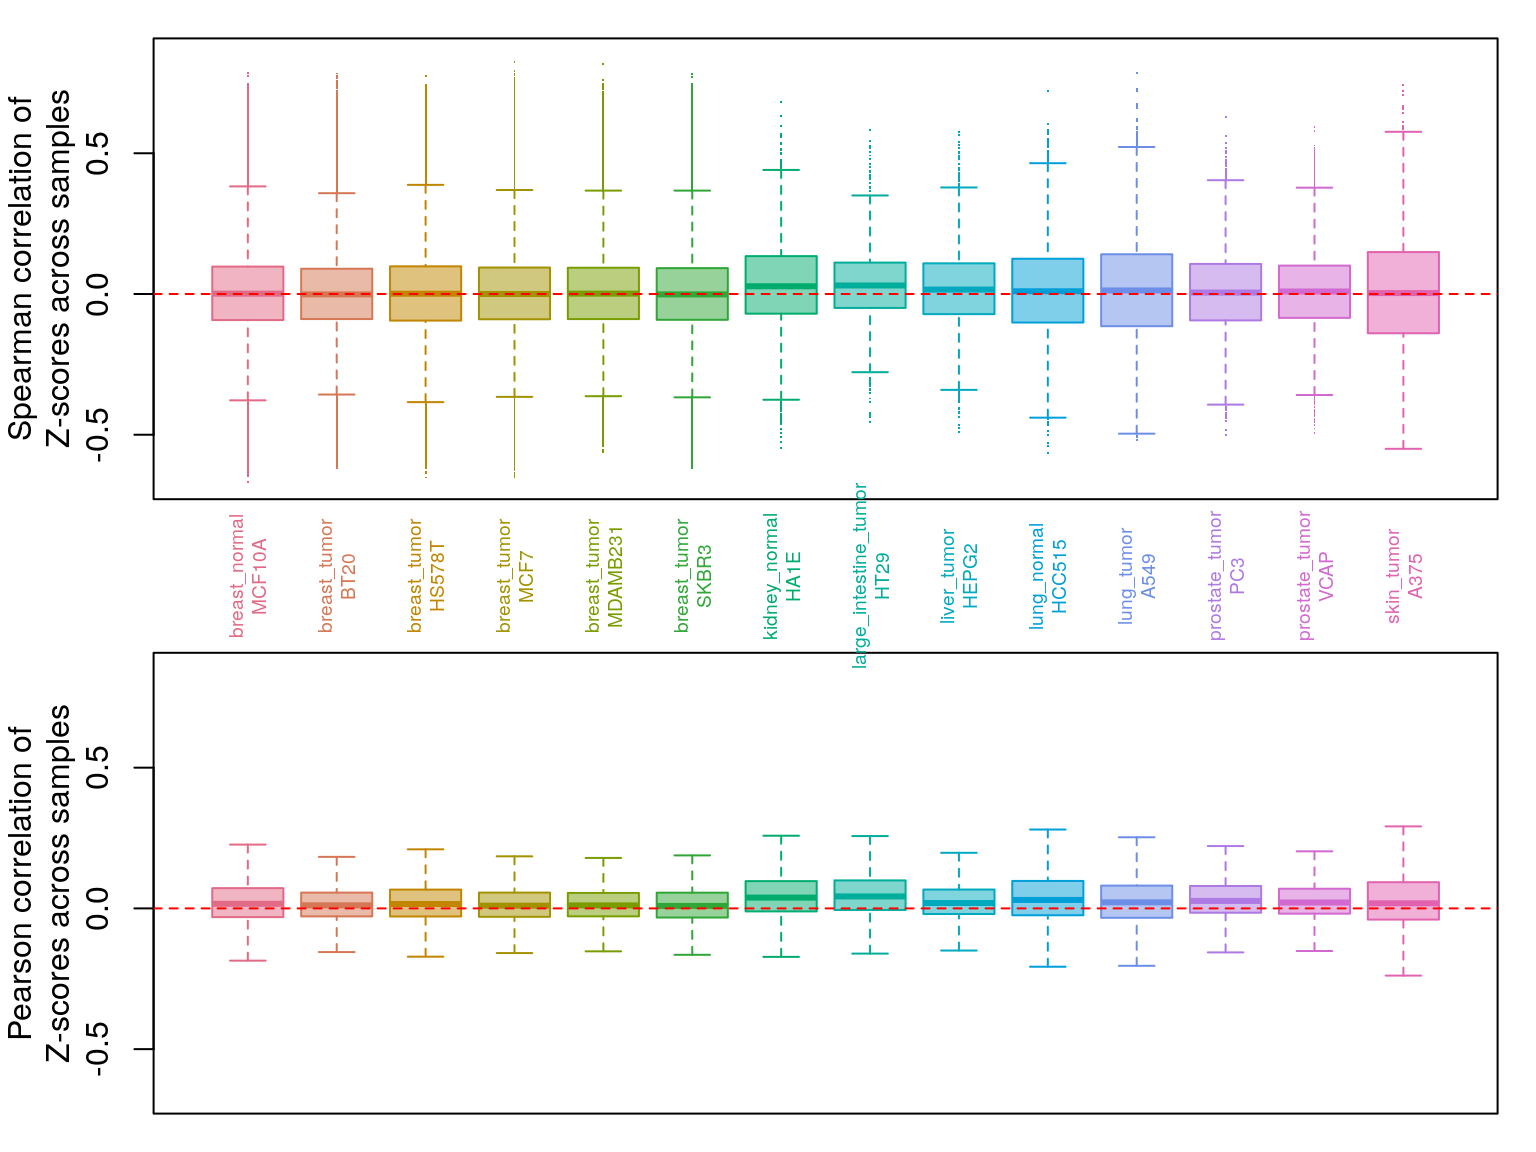 Spearman correlation of
Z-scores across samples
0.5
0.0
-0.5
breast_normal
MCF10A
breast_tumor
BT20
breast_tumor
HS578T
breast_tumor
MCF7
breast_tumor
MDAMB231
breast_tumor
SKBR3
kidney_normal
HA1E
large_intestine_tumor
HT29
liver_tumor
HEPG2
lung_normal
HCC515
lung_tumor
A549
prostate_tumor
PC3
prostate_tumor
VCAP
skin_tumor
A375
Pearson correlation of
Z-scores across samples
0.5
0.0
-0.5